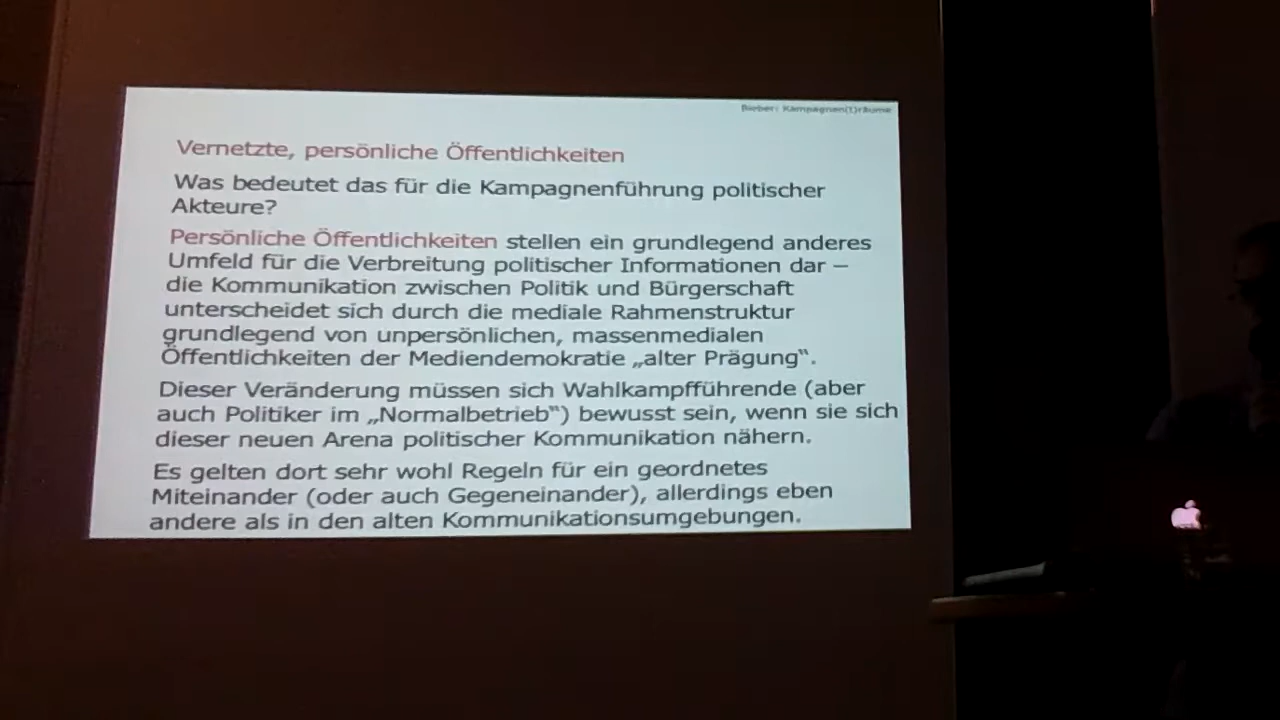 Bieber: Kampagnen(t)räume
Vernetzte, persönliche Öffentlichkeiten
Was bedeutet das für die Kampagnenführung politischer
Akteure?
Persönliche Öffentlichkeiten stellen ein grundlegend anderes
Umfeld für die Verbreitung politischer Informationen dar –
die Kommunikation zwischen Politik und Bürgerschaft
unterscheidet sich durch die mediale Rahmenstruktur
grundlegend von unpersönlichen, massenmedialen
Öffentlichkeiten der Mediendemokratie „alter Prägung“.
Dieser Veränderung müssen sich Wahlkampfführende (aber
auch Politiker im „Normalbetrieb“) bewusst sein, wenn sie sich
dieser neuen Arena politischer Kommunikation nähern.
Es gelten dort sehr wohl Regeln für ein geordnetes
Miteinander (oder auch Gegeneinander), allerdings eben
andere als in den alten Kommunikationsumgebungen.